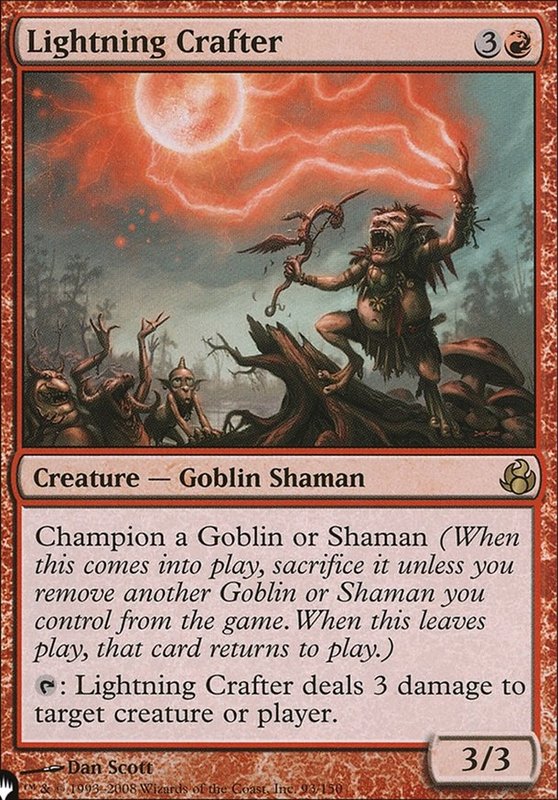 Lightning Crafter 3
Creature — Goblin Shaman
Champion a Goblin or Shaman (When
this comes into play, sacrifice it unless you
remove another Goblin or Shaman you
control from the game. When this leaves
play, that card returns to play.)
: Lightning Crafter deals 3 damage to
target creature or player.
3/3
Dan Scott
™ & © 1993–2008 Wizards of the Coast, Inc. 93/150